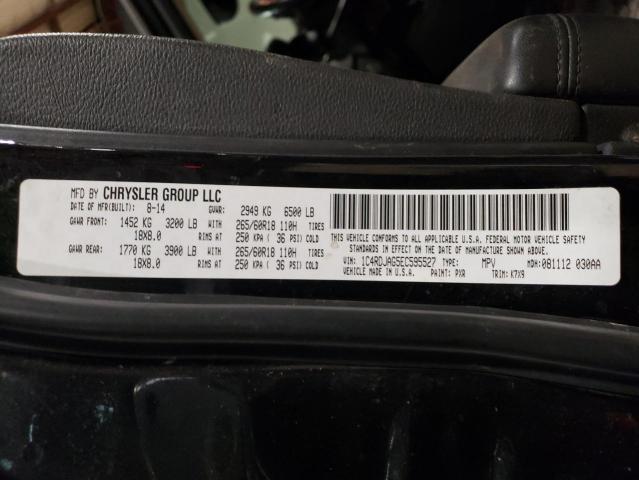 MFD BY CHRYSLER GROUP LLC
DATE OF MFR(BUILT): 8-14 GVWR: 2949 KG 6500 LB
GAWR FRONT: 1452 KG 3200 LB WITH 265/60R18 110H TIRES
18X8.0 RIMS AT 250 KPA ( 36 PSI) COLD
GAWR REAR: 1770 KG 3900 LB WITH 265/60R18 110H TIRES
18X8.0 RIMS AT 250 KPA ( 36 PSI) COLD
THIS VEHICLE CONFORMS TO ALL APPLICABLE U.S.A. FEDERAL MOTOR VEHICLE SAFETY
STANDARDS IN EFFECT ON THE DATE OF MANUFACTURE SHOWN ABOVE.
VIN: 1C4RDJAG5EC595527 TYPE: MPV MDH: 081112 030AA
VEHICLE MADE IN U.S.A. PAINT: PXR TRIM: K7X9